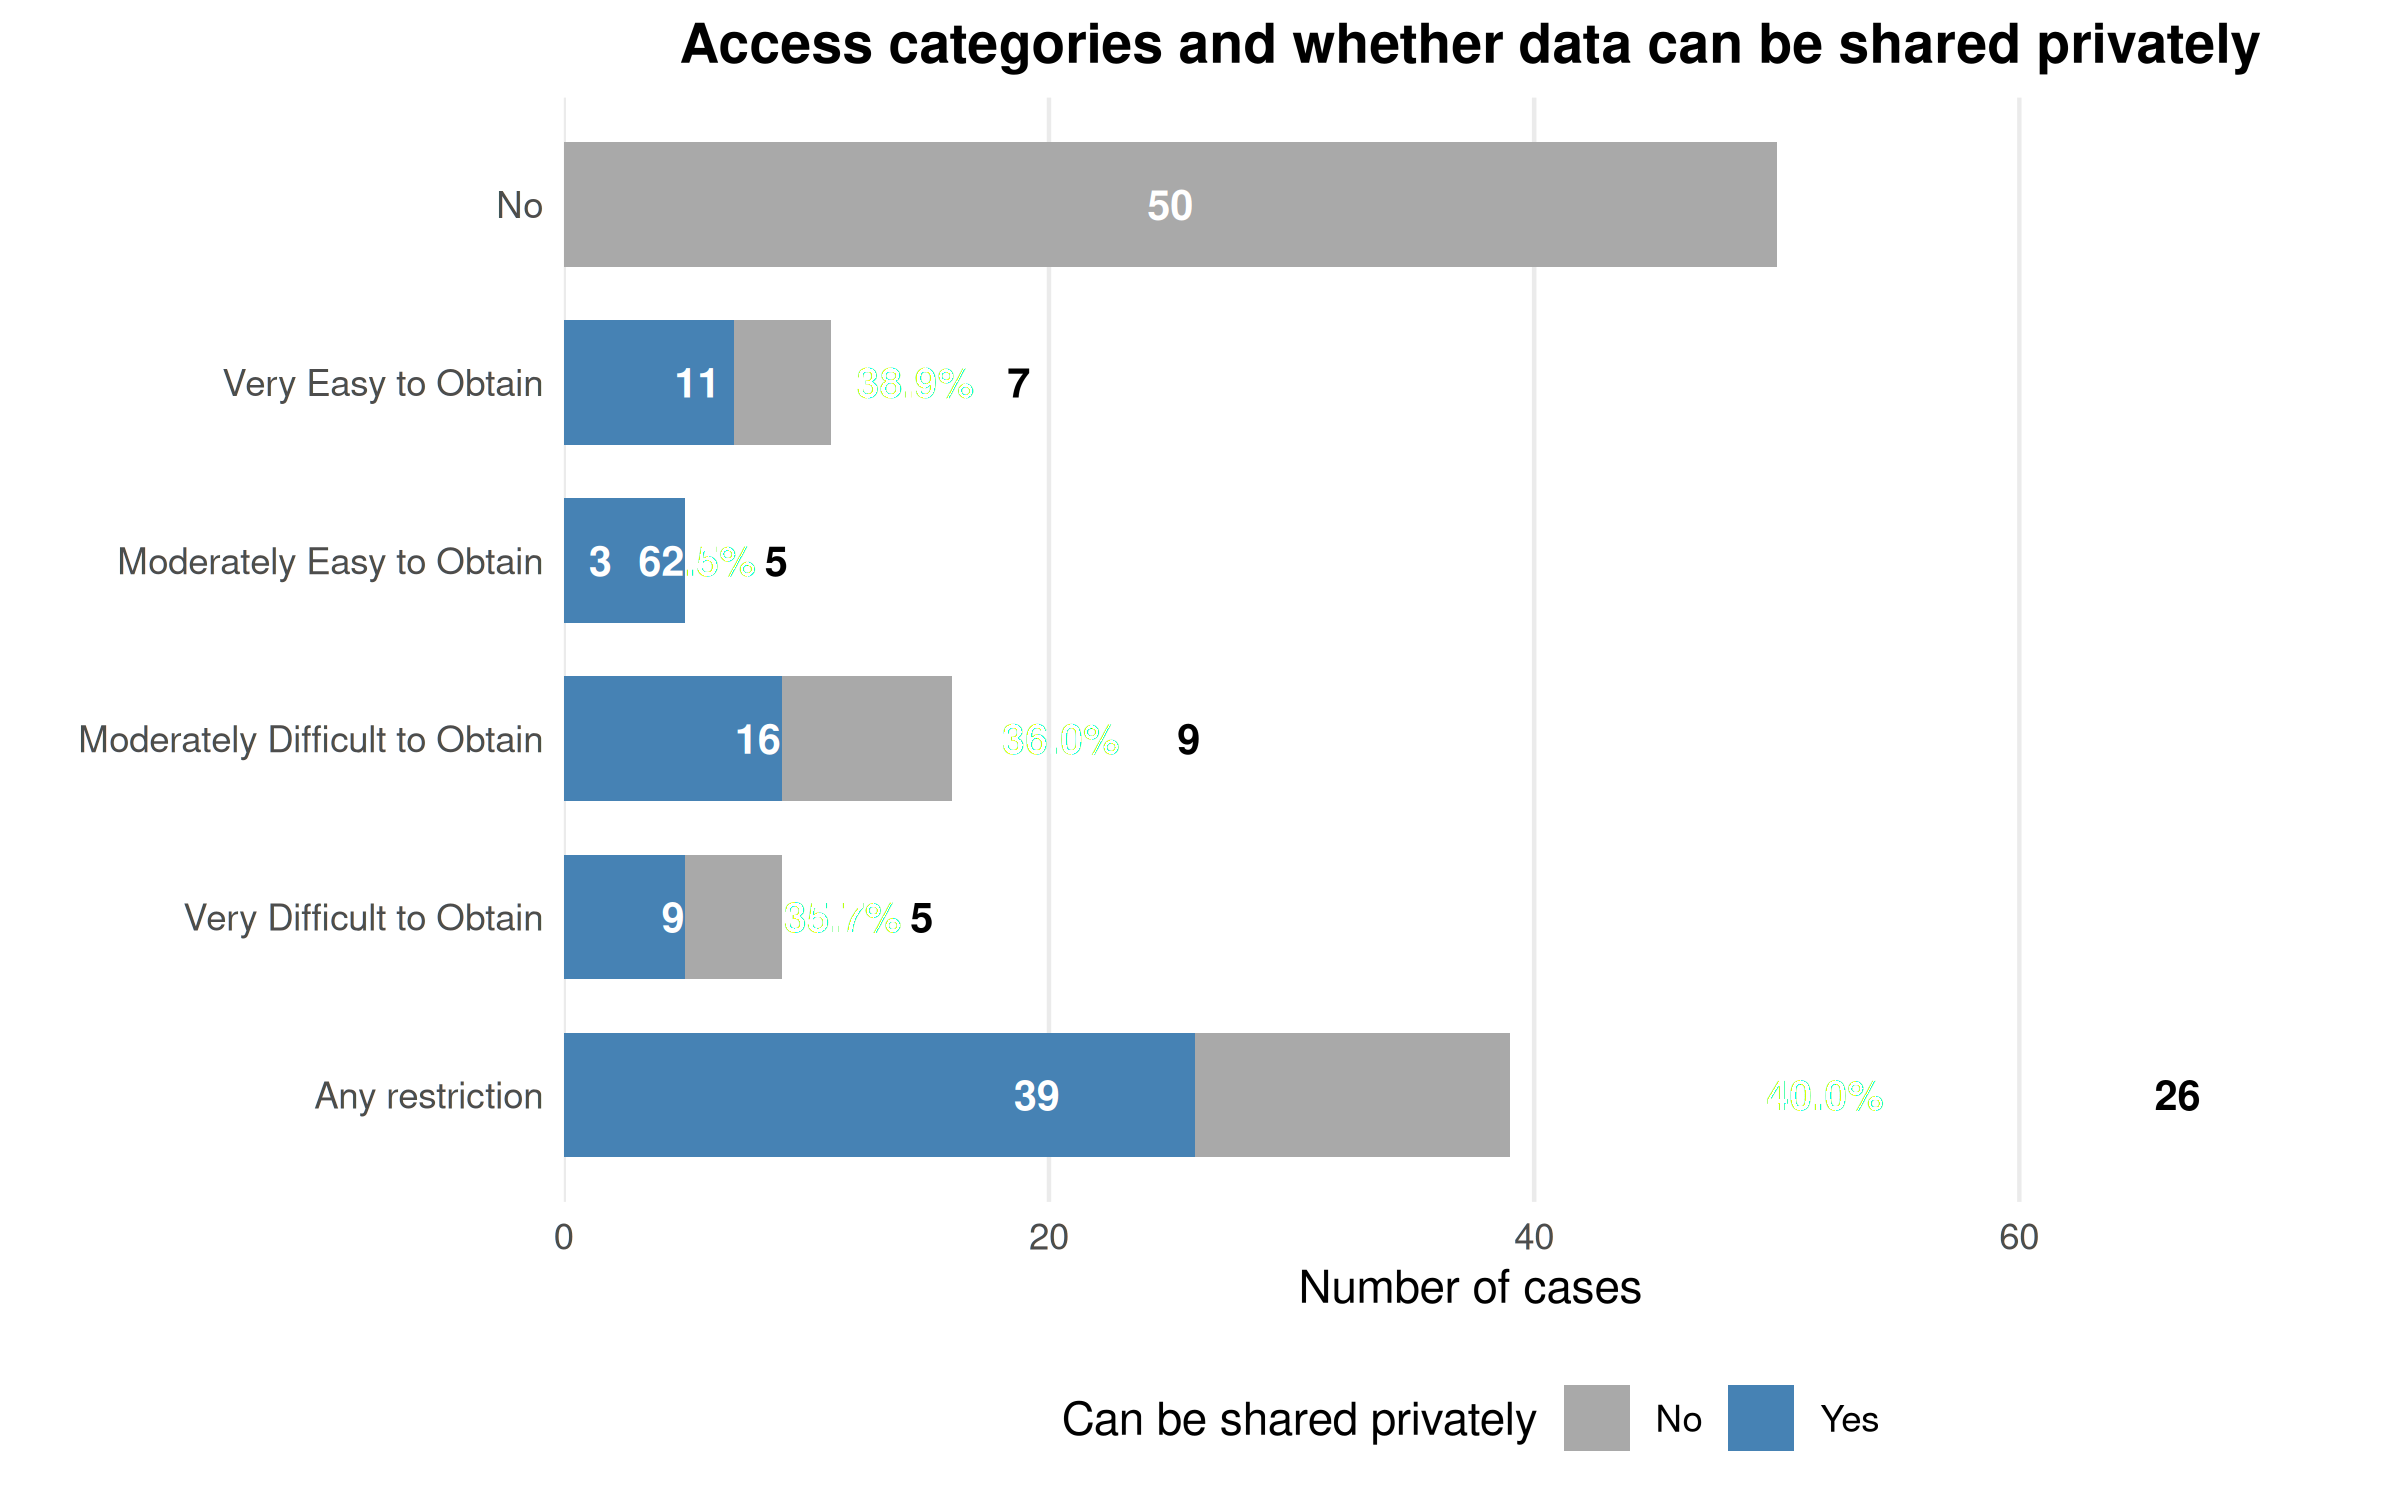 Access categories and whether data can be shared privately
No
50
Very Easy to Obtain
11 38.9% 7
Moderately Easy to Obtain
3 62.5% 5
Moderately Difficult to Obtain
16 36.0% 9
Very Difficult to Obtain
9 35.7% 5
Any restriction
39 40.0% 26
0 20 40 60
Number of cases
Can be shared privately No Yes